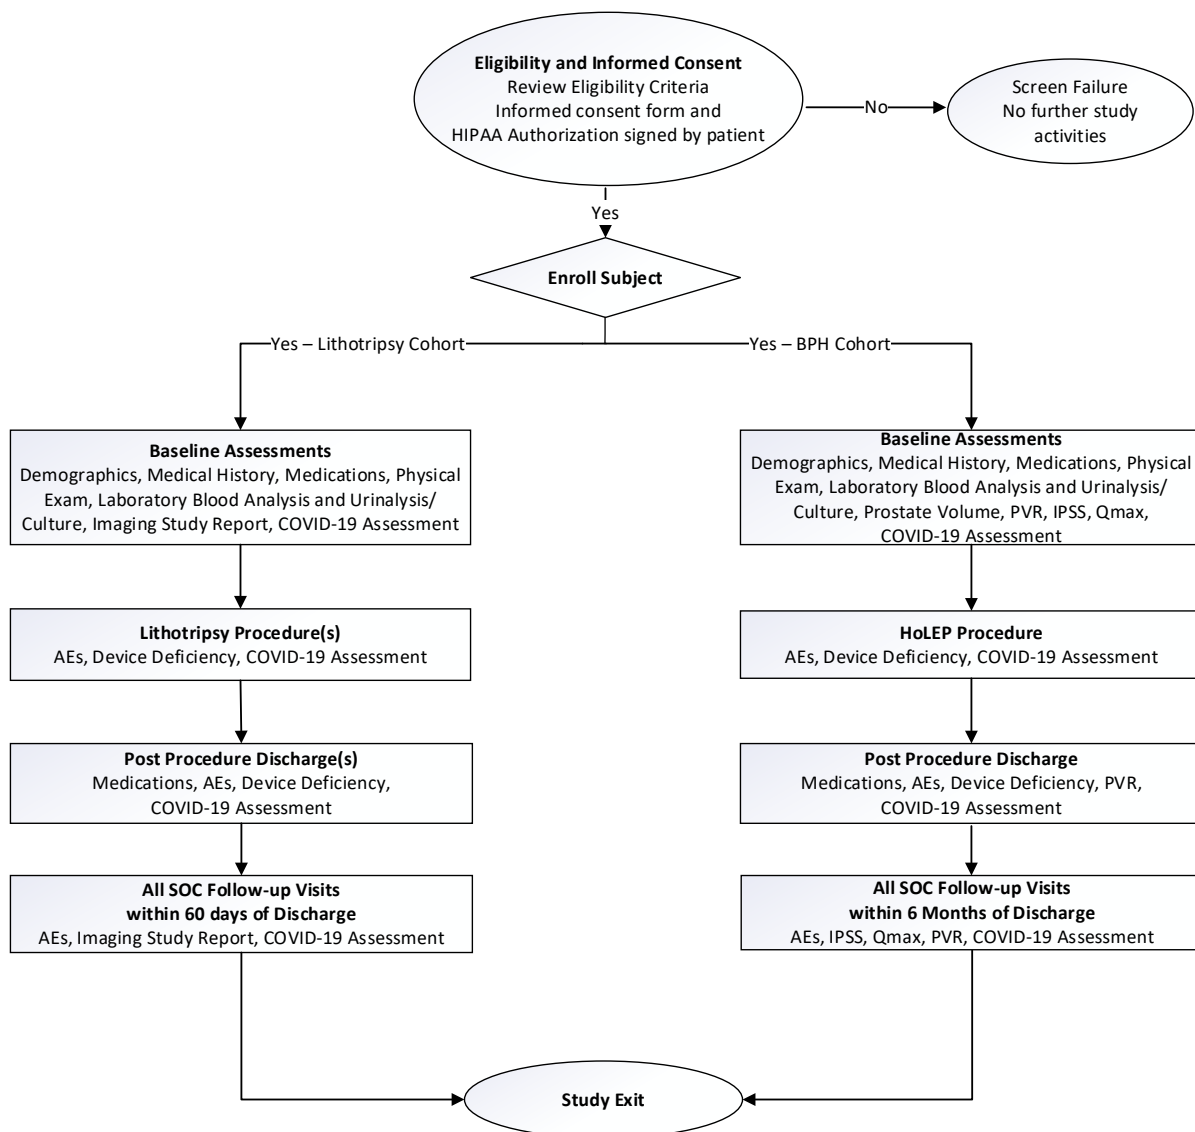 Eligibility and Informed Consent
Review Eligibility Criteria
Informed consent form and
HIPAA Authorization signed by patient
No
Screen Failure
No further study
activities
Yes
Enroll Subject
Yes – Lithotripsy Cohort
Yes – BPH Cohort
Baseline Assessments
Demographics, Medical History, Medications, Physical
Exam, Laboratory Blood Analysis and Urinalysis/
Culture, Imaging Study Report, COVID-19 Assessment
Baseline Assessments
Demographics, Medical History, Medications, Physical
Exam, Laboratory Blood Analysis and Urinalysis/
Culture, Prostate Volume, PVR, IPSS, Qmax,
COVID-19 Assessment
Lithotripsy Procedure(s)
AEs, Device Deficiency, COVID-19 Assessment
HoLEP Procedure
AEs, Device Deficiency, COVID-19 Assessment
Post Procedure Discharge(s)
Medications, AEs, Device Deficiency,
COVID-19 Assessment
Post Procedure Discharge
Medications, AEs, Device Deficiency, PVR,
COVID-19 Assessment
All SOC Follow-up Visits
within 60 days of Discharge
AEs, Imaging Study Report, COVID-19 Assessment
All SOC Follow-up Visits
within 6 Months of Discharge
AEs, IPSS, Qmax, PVR, COVID-19 Assessment
Study Exit